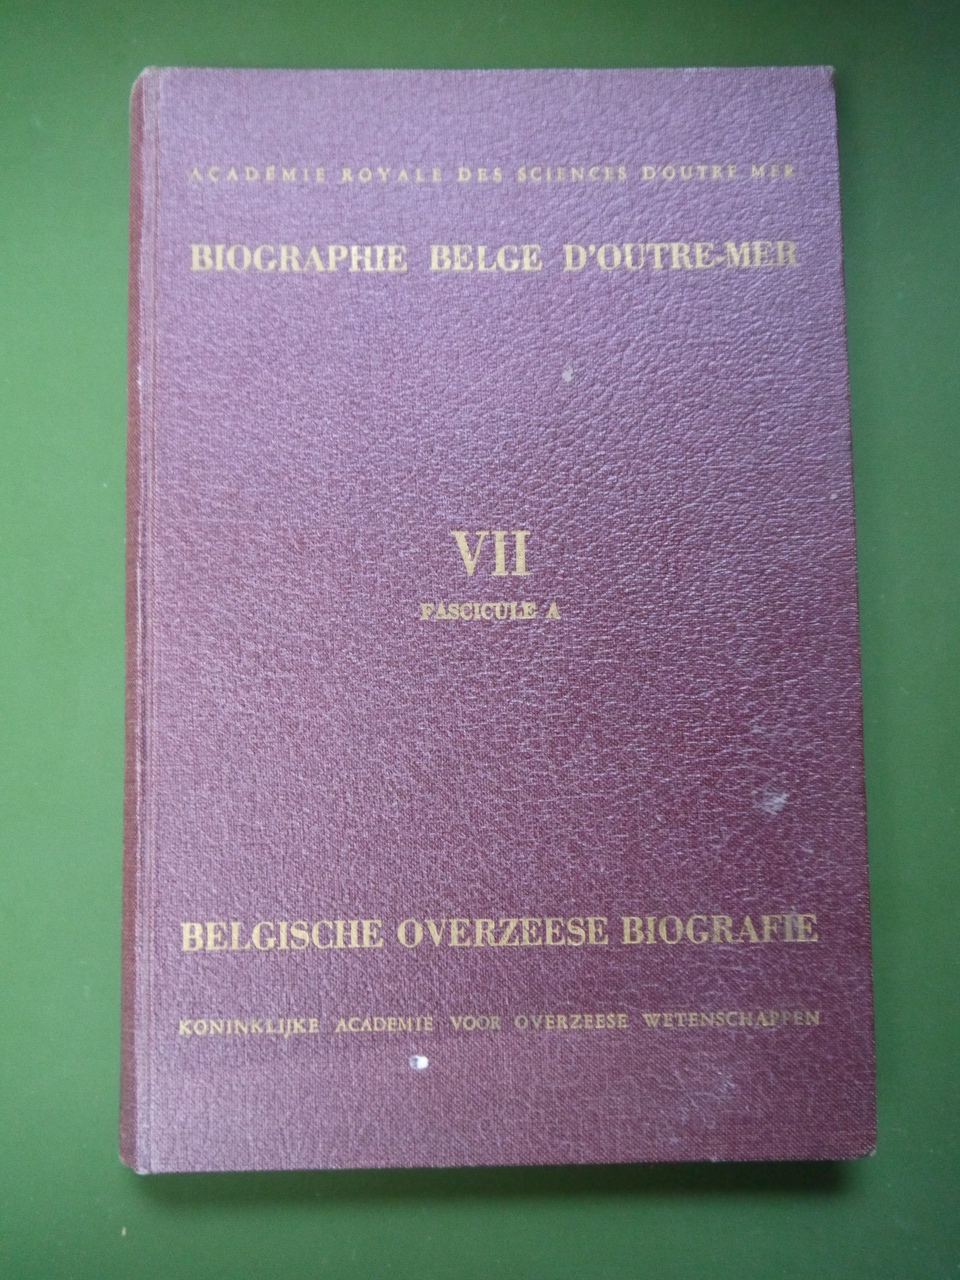 ACADÉMIE ROYALE DES SCIENCES D'OUTRE MER
BIOGRAPHIE BELGE D'OUTRE-MER
VII
FASCICULE A
BELGISCHE OVERZEESE BIOGRAFIE
KONINKLIJKE ACADEMIE VOOR OVERZEESE WETENSCHAPPEN